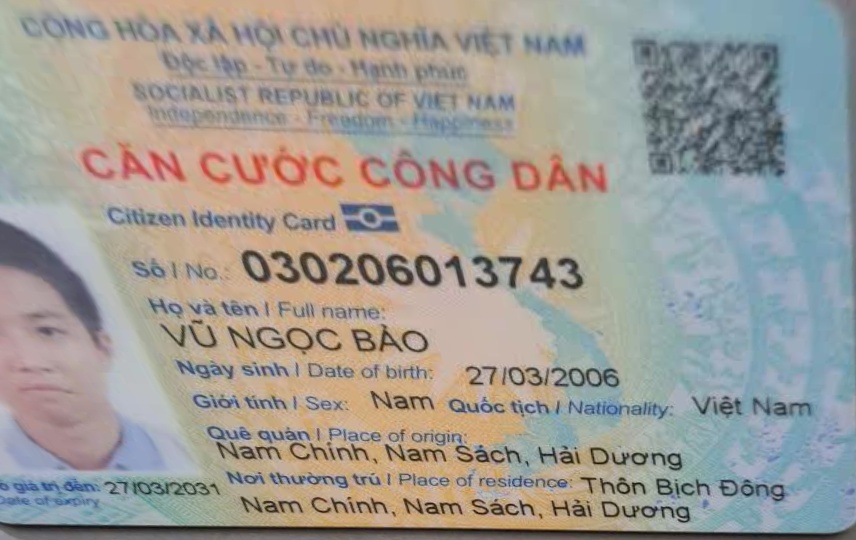 CỘNG HÒA XÃ HỘI CHỦ NGHĨA VIỆT NAM
Độc lập - Tự do - Hạnh phúc
SOCIALIST REPUBLIC OF VIET NAM
Independence - Freedom - Happiness
CĂN CƯỚC CÔNG DÂN
Citizen Identity Card
Số / No.: 030206013743
Họ và tên / Full name:
VŨ NGỌC BẢO
Ngày sinh / Date of birth: 27/03/2006
Giới tính / Sex: Nam Quốc tịch / Nationality: Việt Nam
Quê quán / Place of origin:
Nam Chính, Nam Sách, Hải Dương
Nơi thường trú / Place of residence: Thôn Bịch Đông
Nam Chính, Nam Sách, Hải Dương
giá trị đến: 27/03/2031
Date of expiry